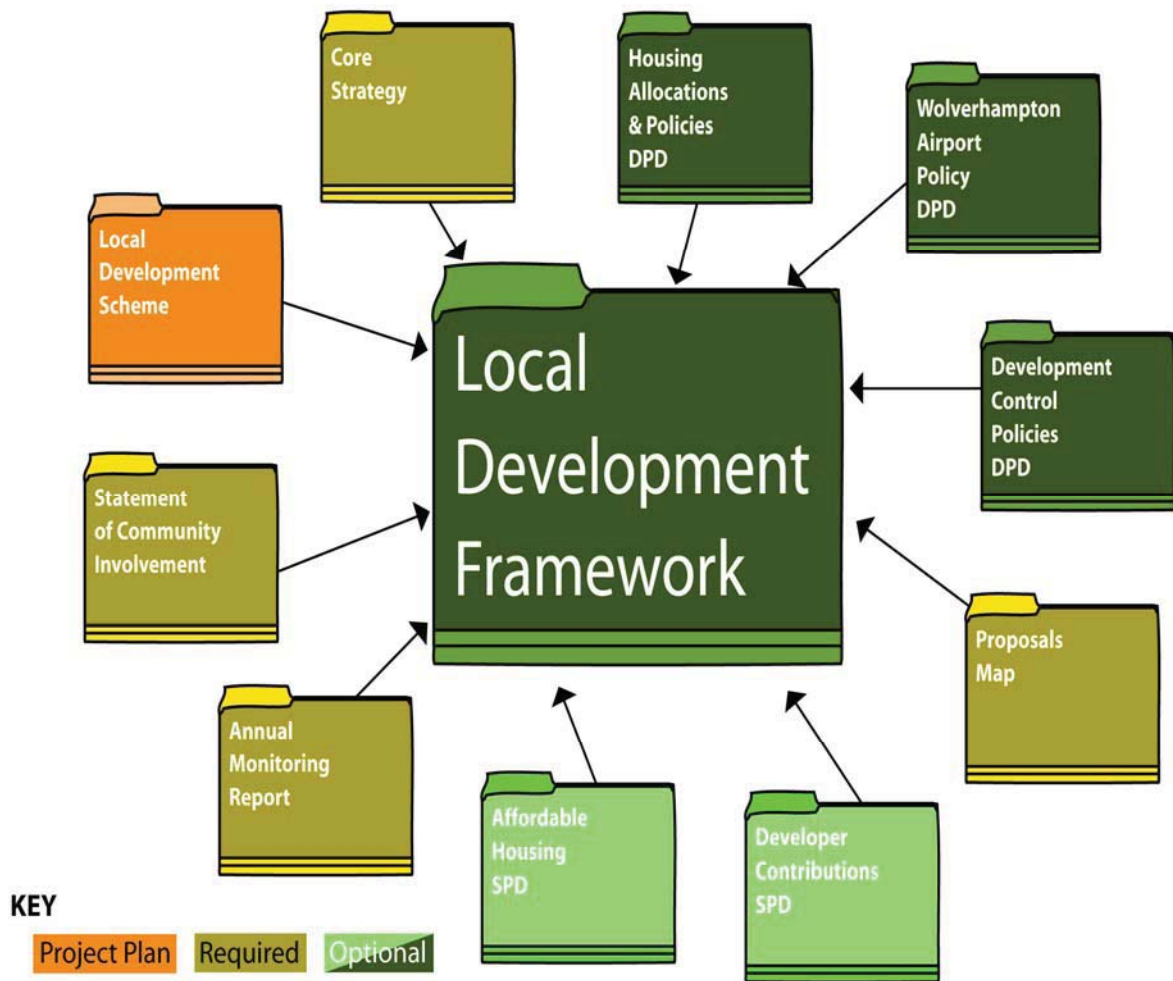 Core
Strategy
Housing
Allocations
& Policies
DPD
Wolverhampton
Airport
Policy
DPD
Local
Development
Scheme
Local
Development
Framework
Development
Control
Policies
DPD
Statement
of Community
Involvement
Proposals
Map
Annual
Monitoring
Report
Affordable
Housing
SPD
Developer
Contributions
SPD
KEY
Project Plan
Required
Optional